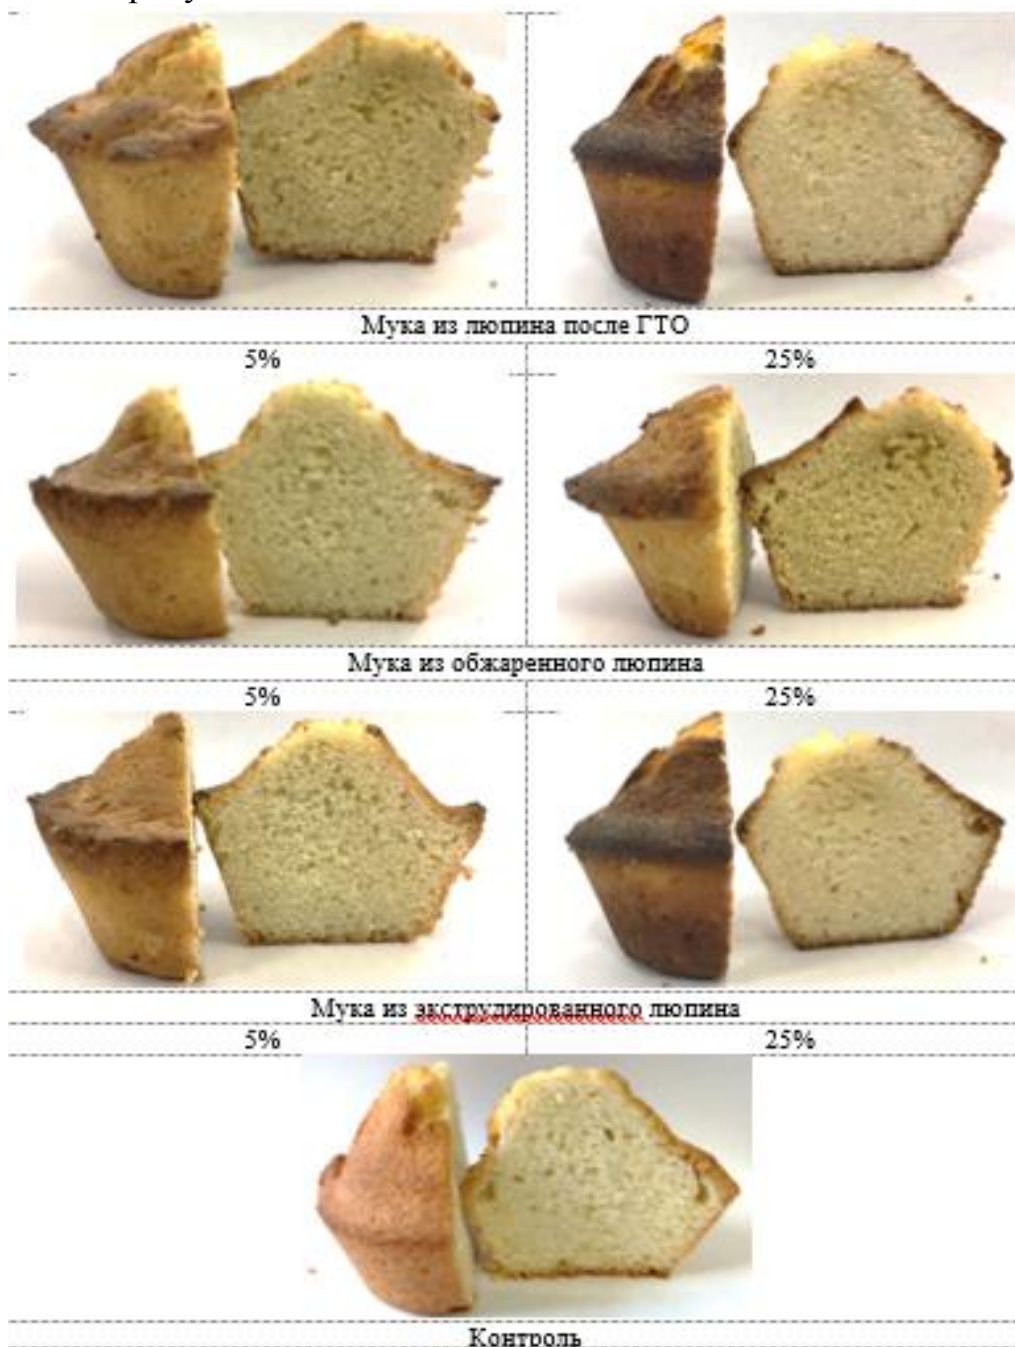 Мука из люпина после ГТО
5% 25%
Мука из обжаренного люпина
5% 25%
Мука из экструдированного люпина
5% 25%
Контроль